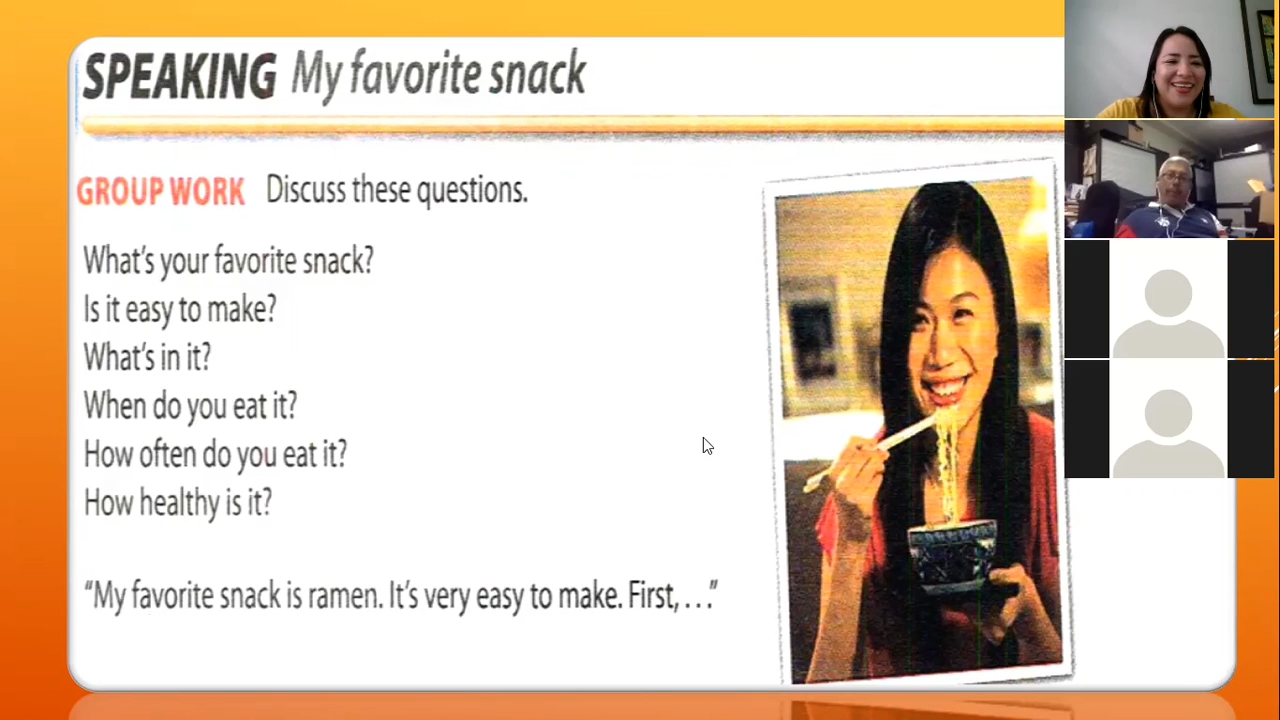 SPEAKING My favorite snack
GROUP WORK Discuss these questions.
What's your favorite snack?
Is it easy to make?
What's in it?
When do you eat it?
How often do you eat it?
How healthy is it?
“My favorite snack is ramen. It's very easy to make. First, . . .”